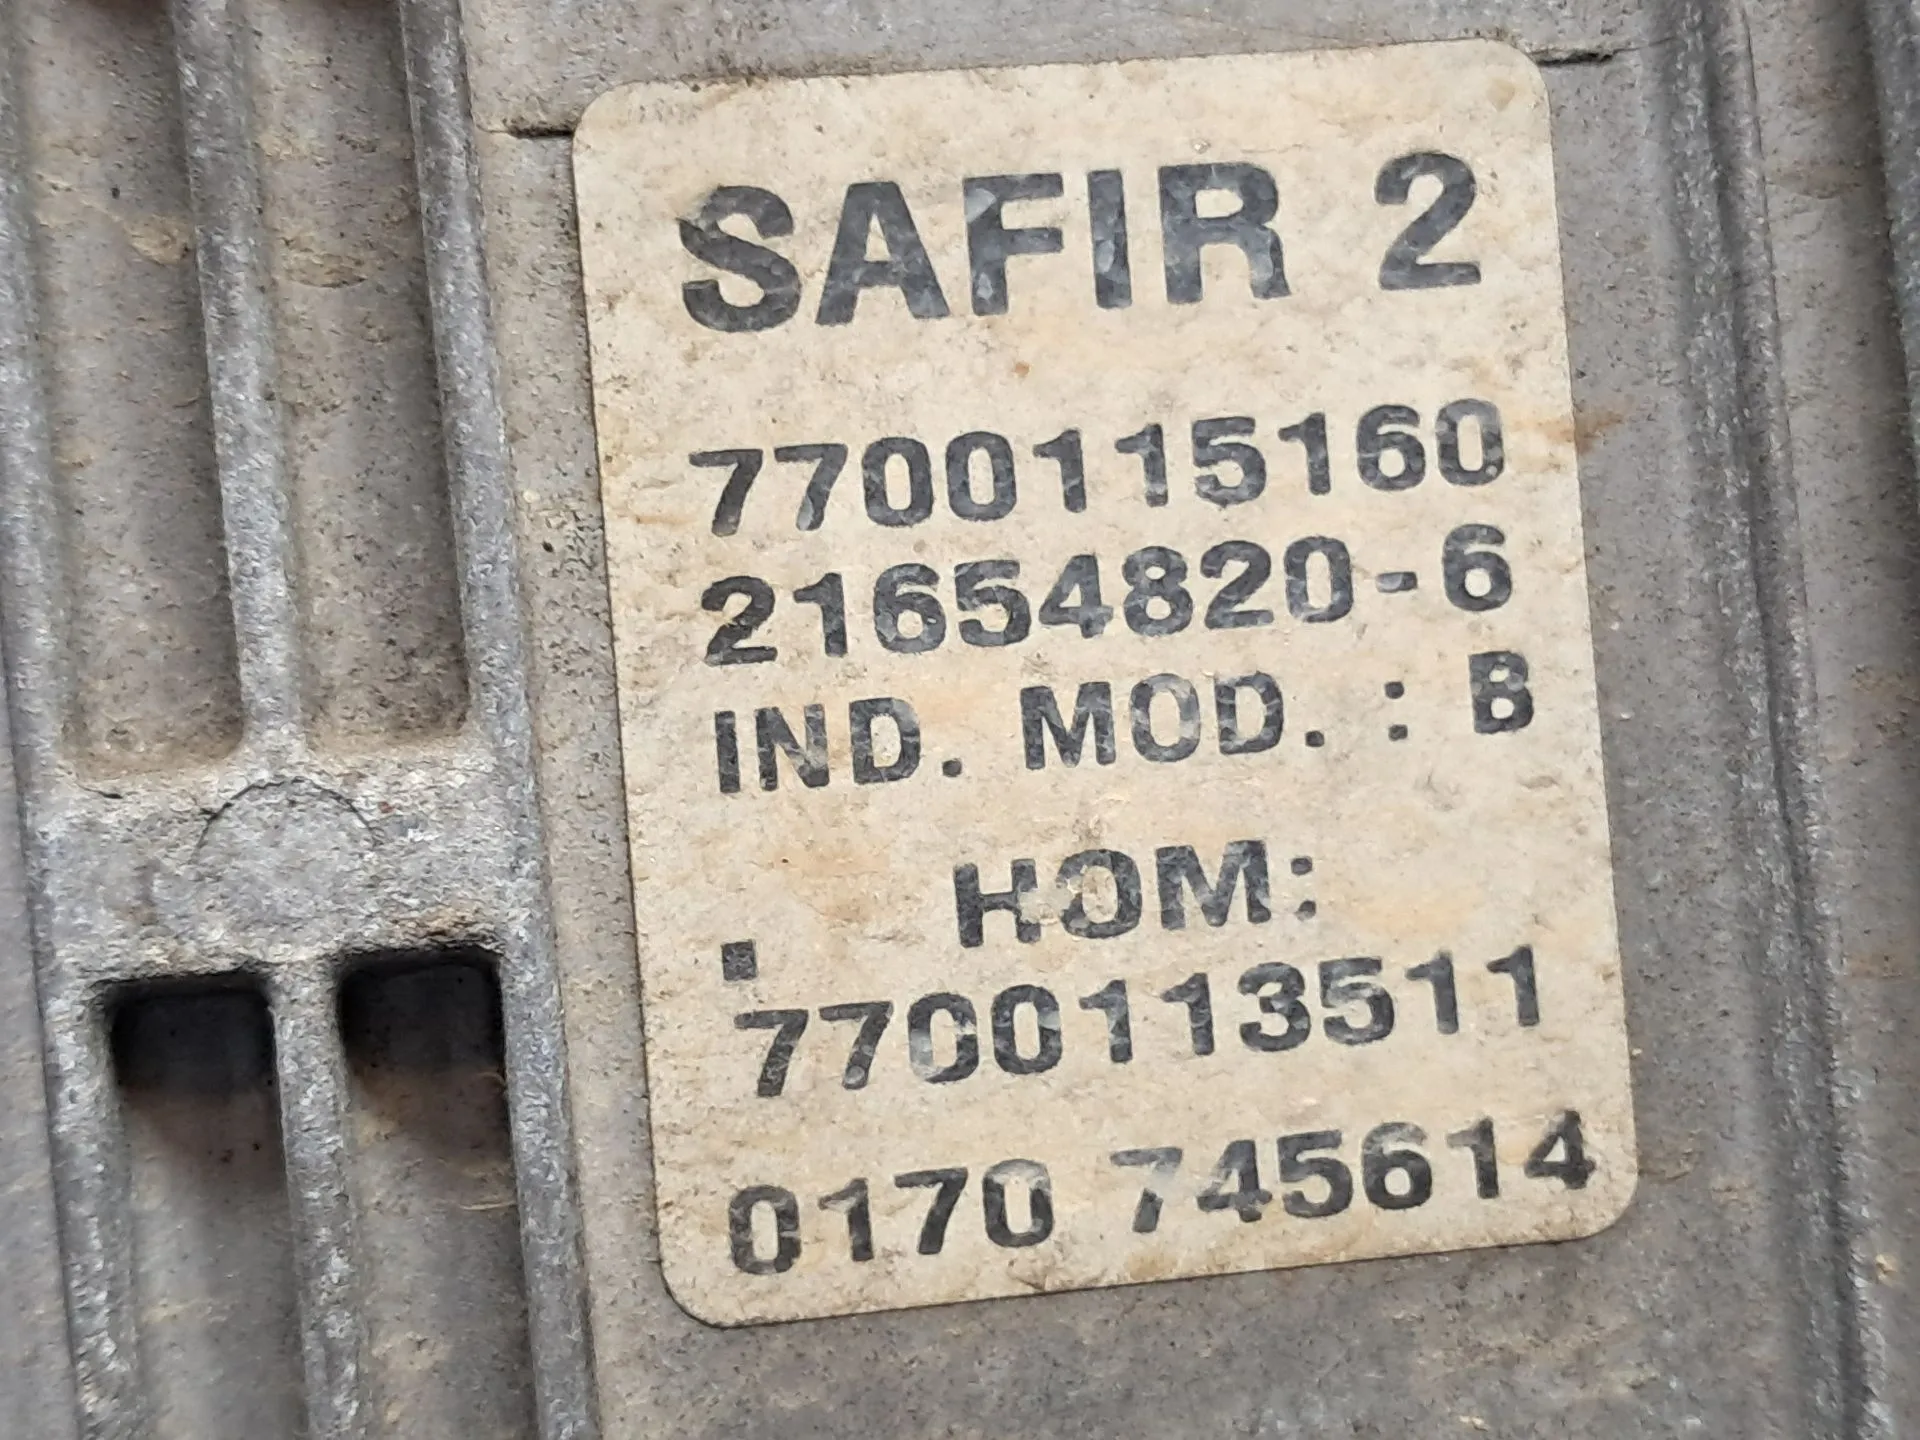 SAFIR 2
7700115160
21654820-6
IND. MOD. : B
. HOM:
7700113511
0170 745614